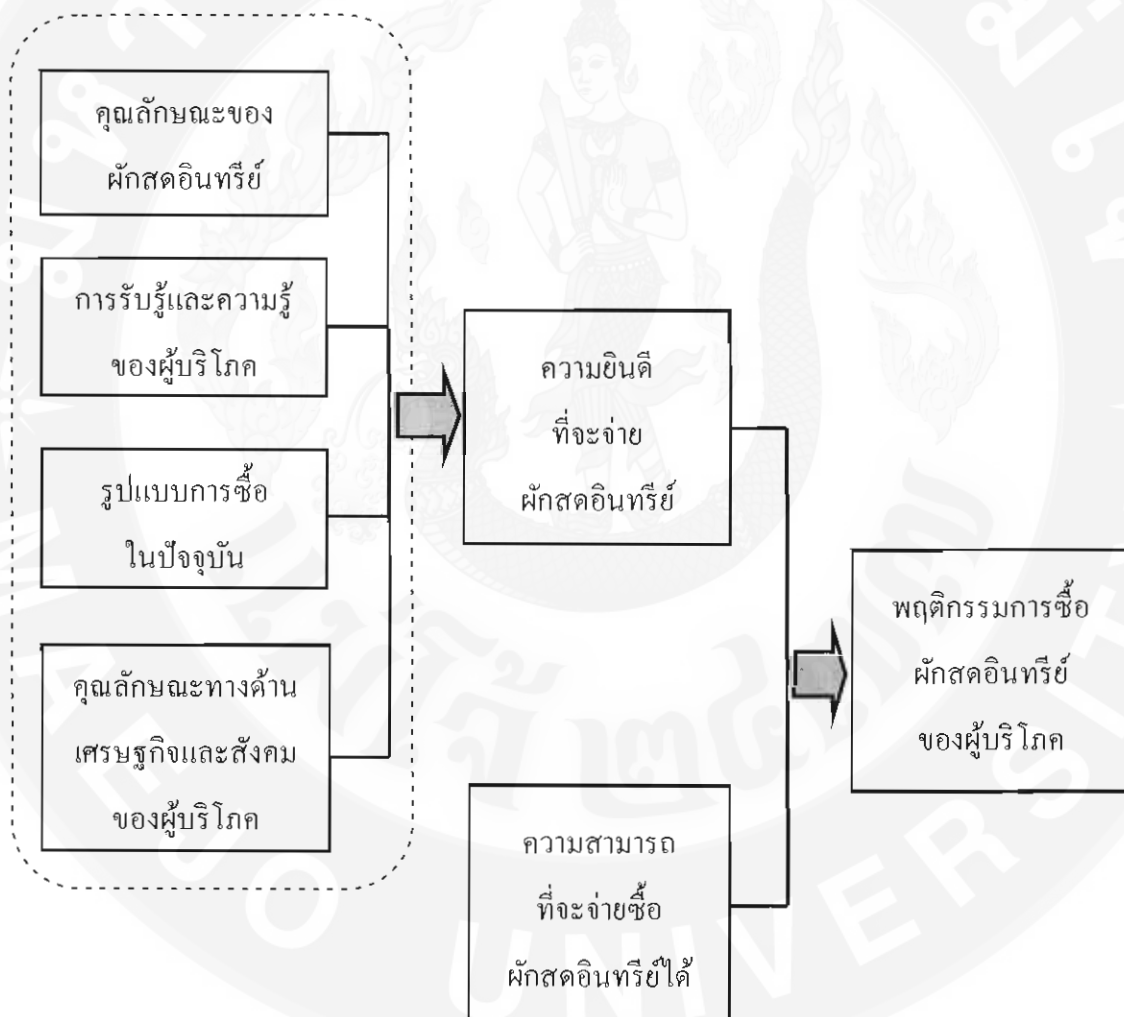 คุณลักษณะของ
ผักสดอินทรีย์
การรับรู้และความรู้
ของผู้บริโภค
รูปแบบการซื้อ
ในปัจจุบัน
คุณลักษณะทางด้าน
เศรษฐกิจและสังคม
ของผู้บริโภค
ความยินดี
ที่จะจ่าย
ผักสดอินทรีย์
ความสามารถ
ที่จะจ่ายซื้อ
ผักสดอินทรีย์ได้
พฤติกรรมการซื้อ
ผักสดอินทรีย์
ของผู้บริโภค
UNIVERSIT